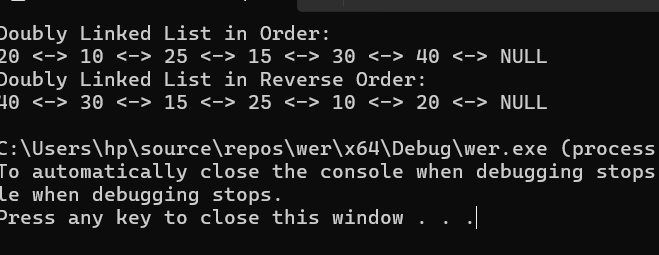 Doubly Linked List in Order:
20 <-> 10 <-> 25 <-> 15 <-> 30 <-> 40 <-> NULL
Doubly Linked List in Reverse Order:
40 <-> 30 <-> 15 <-> 25 <-> 10 <-> 20 <-> NULL
C:\Users\hp\source\repos\wer\x64\Debug\wer.exe (process
To automatically close the console when debugging stops
le when debugging stops.
Press any key to close this window . . .